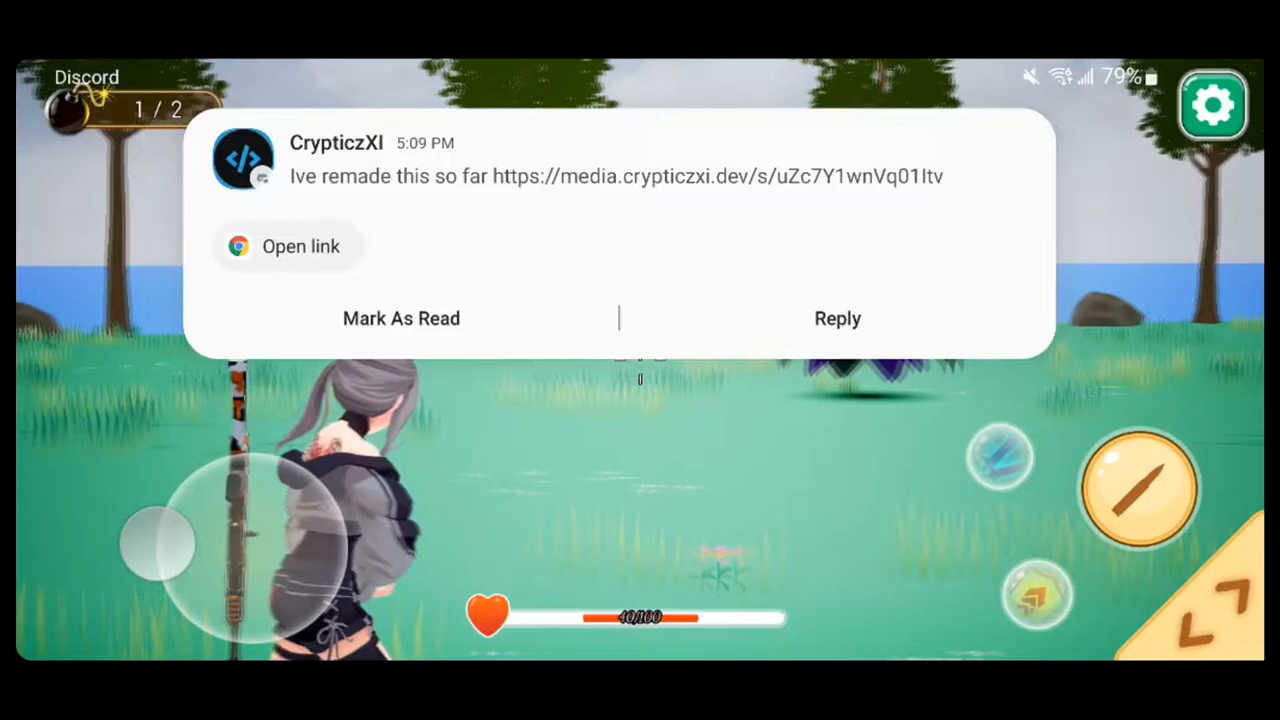 Discord
79%
1 / 2
CrypticzXI 5:09 PM
Ive remade this so far https://media.crypticzxi.dev/s/uZc7Y1wnVq01Itv
Open link
Mark As Read
Reply
40/100